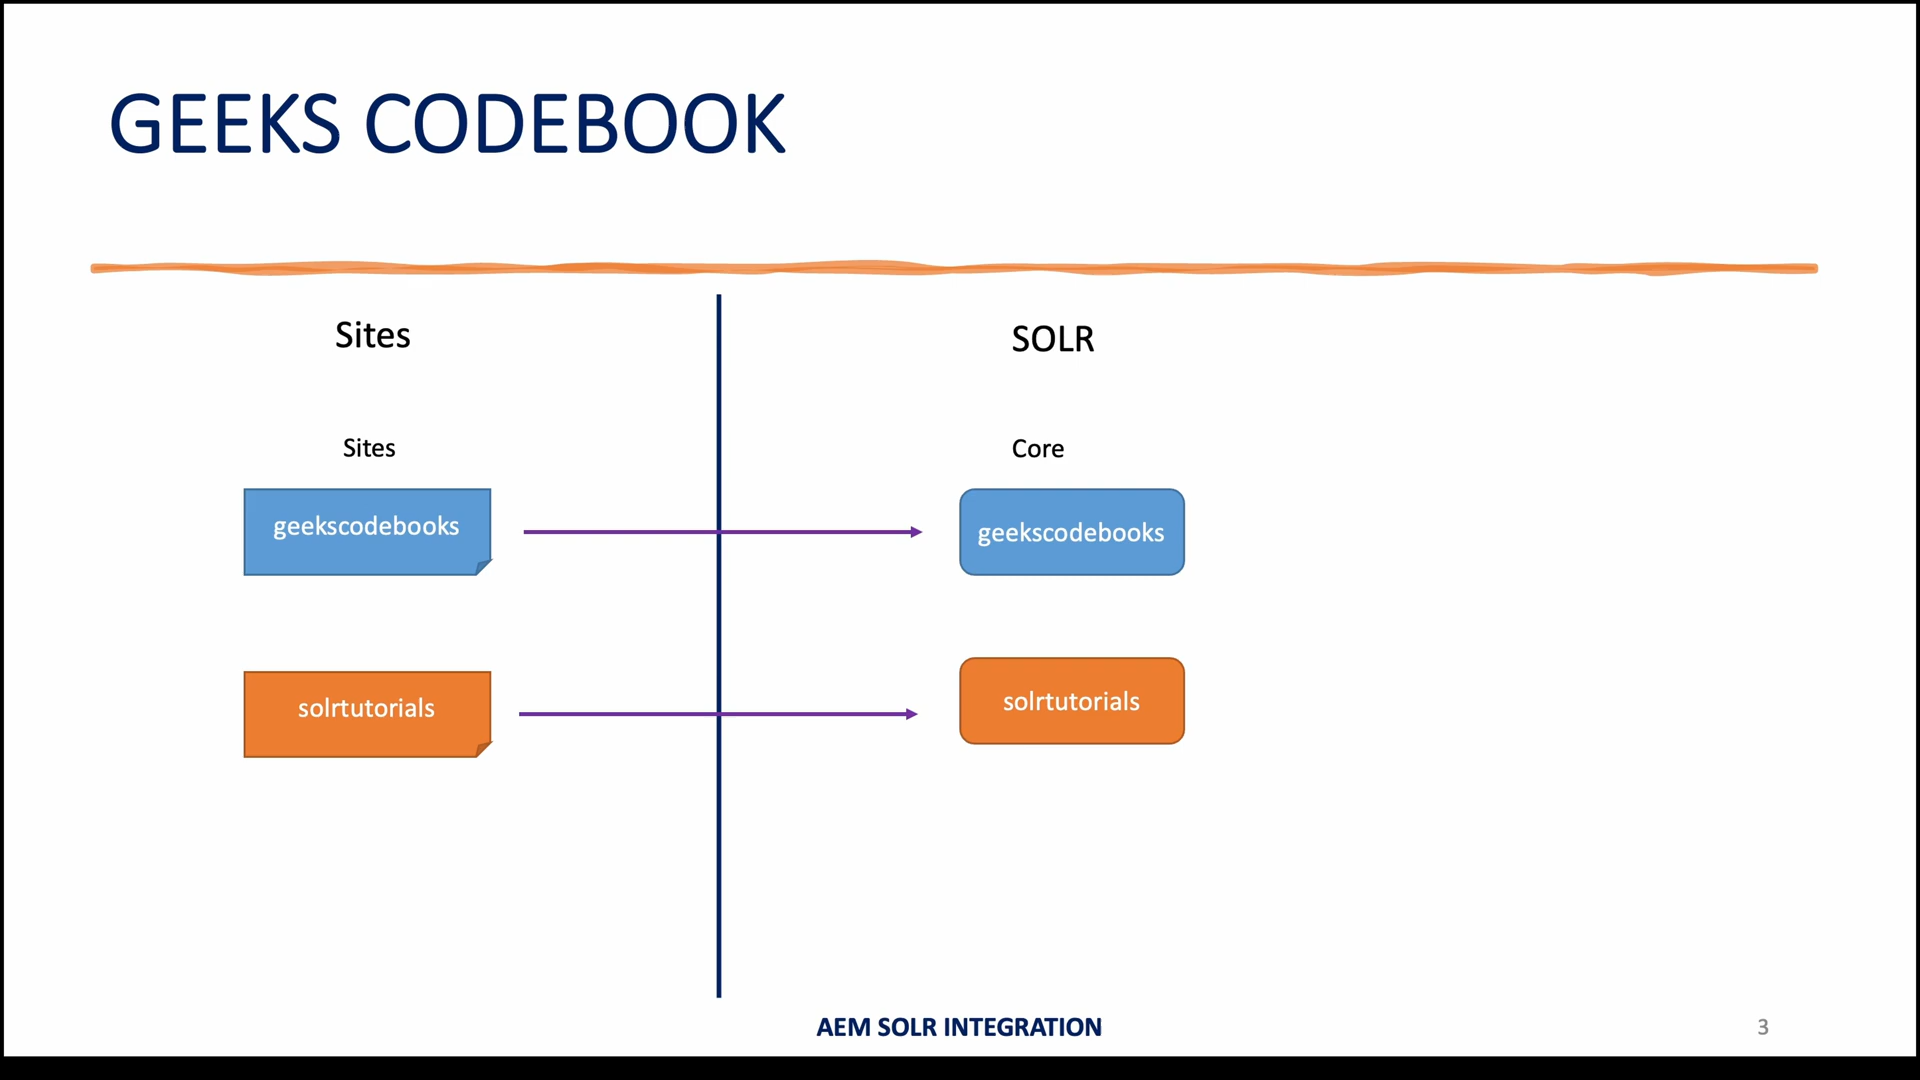 GEEKS CODEBOOK
Sites
SOLR
Sites
Core
geekscodebooks
geekscodebooks
solrtutorials
solrtutorials
AEM SOLR INTEGRATION
3